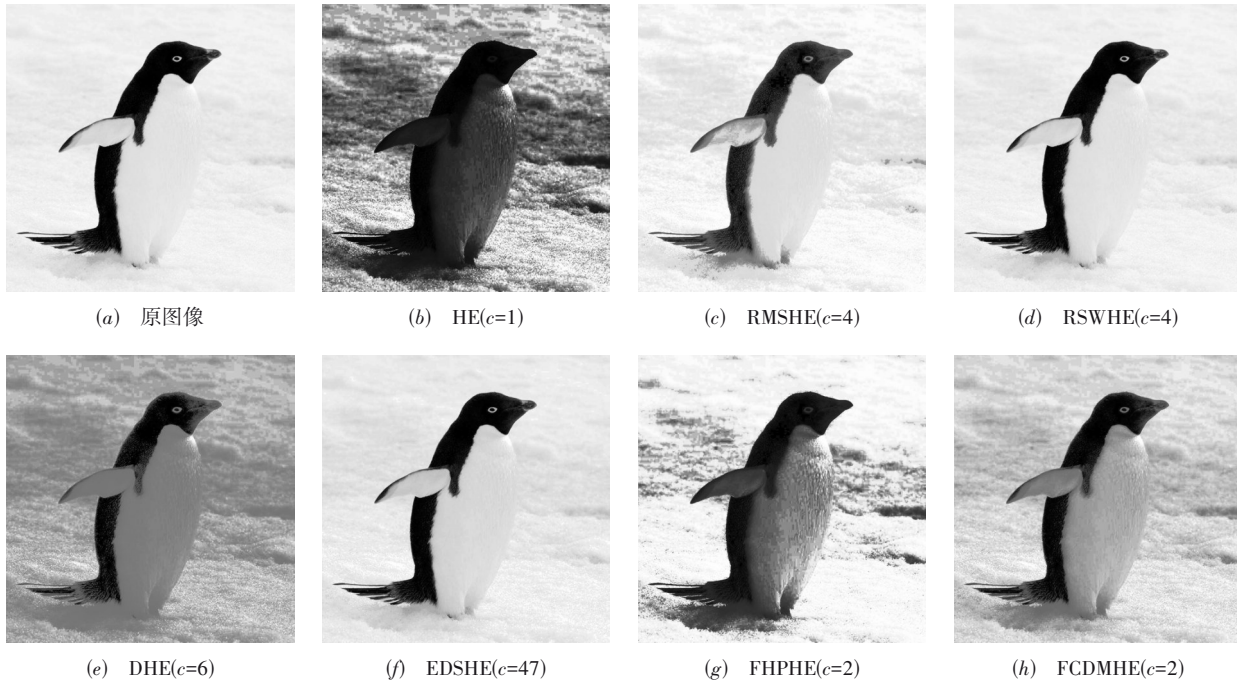 (a) 原图像
(b) HE(c=1)
(c) RMSHE(c=4)
(d) RSWHE(c=4)
(e) DHE(c=6)
(f) EDSHE(c=47)
(g) FHPHE(c=2)
(h) FCDMHE(c=2)